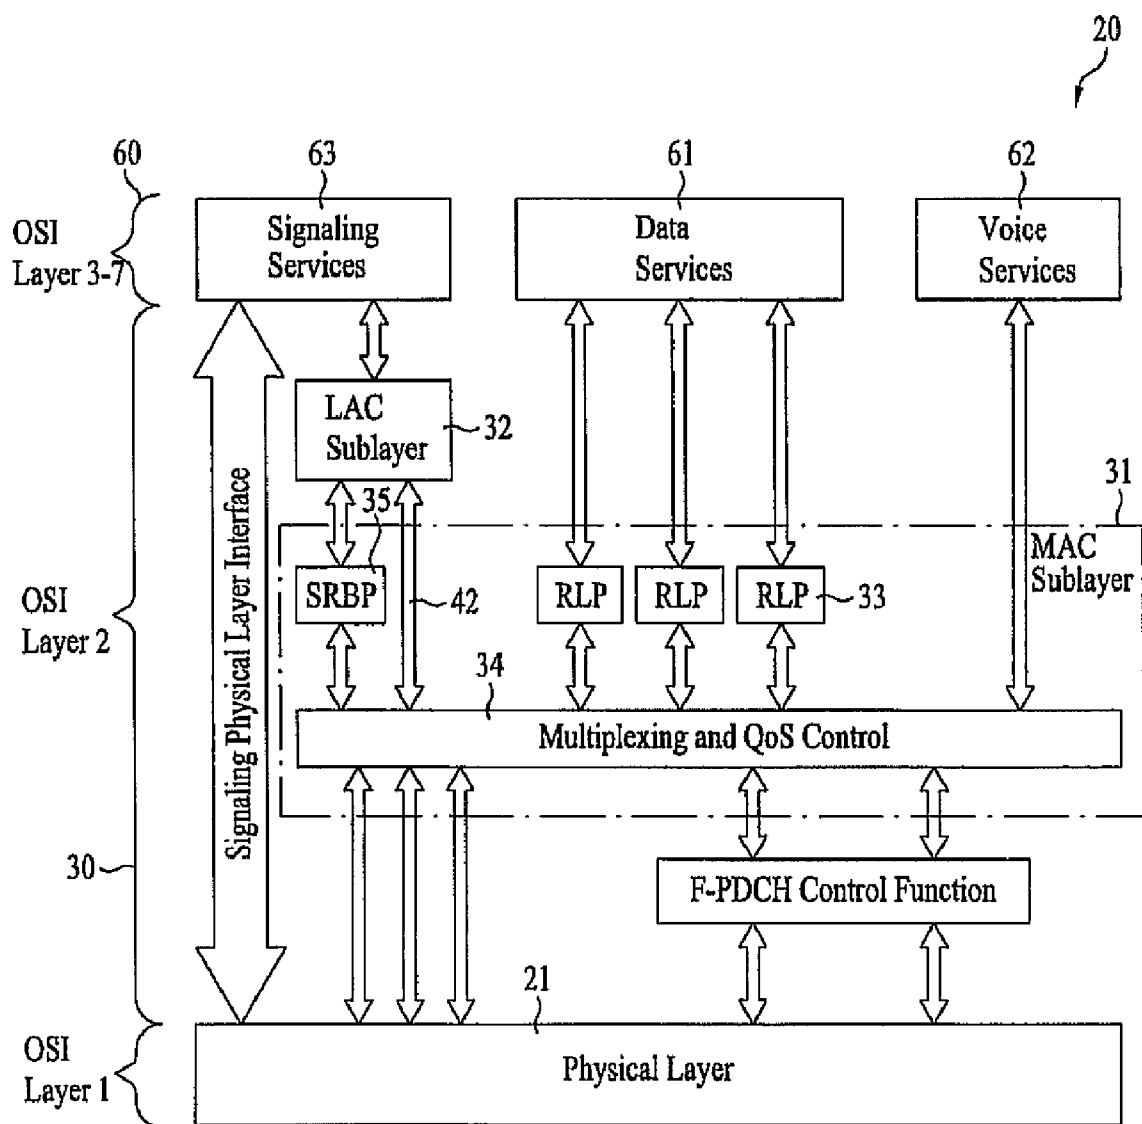 20
60
63
61
62
OSI
Layer 3-7
Signaling
Services
Data
Services
Voice
Services
LAC
Sublayer
32
35
31
MAC
Sublayer
SRBP
42
RLP
RLP
RLP
33
OSI
Layer 2
Signaling Physical Layer Interface
34
Multiplexing and QoS Control
30
F-PDCH Control Function
21
OSI
Layer 1
Physical Layer